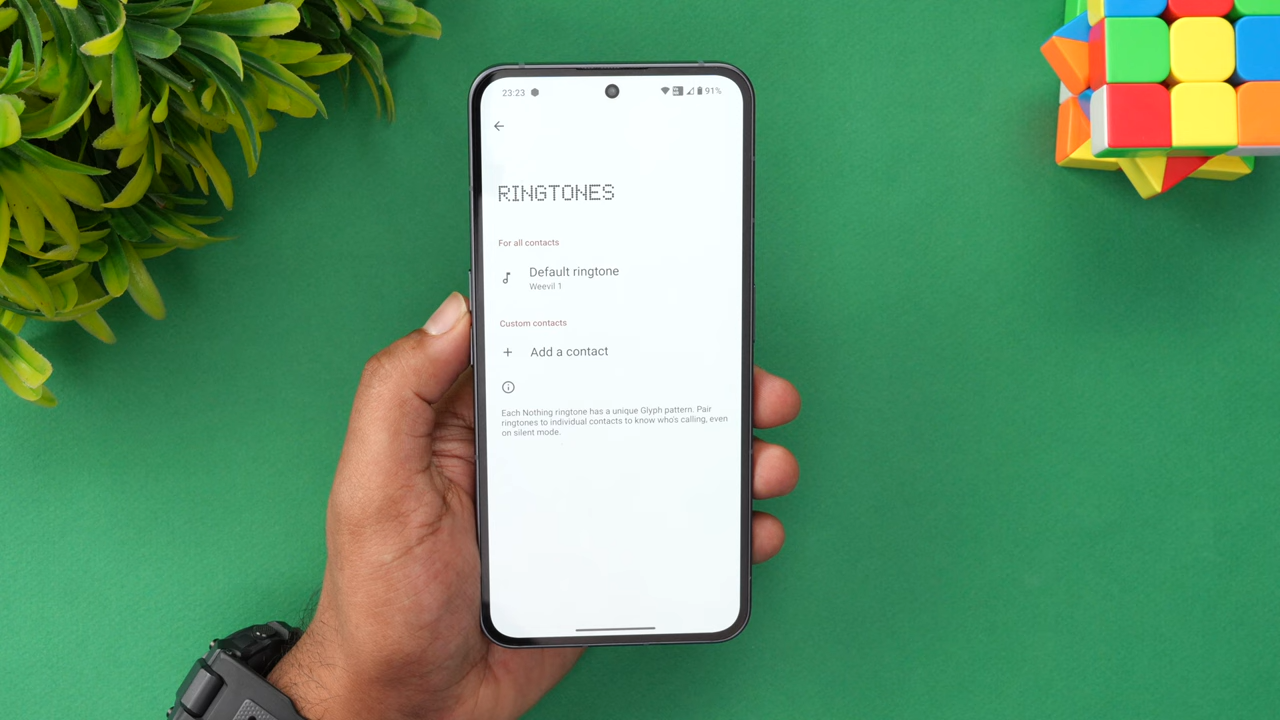 23:23
91%
RINGTONES
For all contacts
Default ringtone
Weevil 1
Custom contacts
Add a contact
Each Nothing ringtone has a unique Glyph pattern. Pair
ringtones to individual contacts to know who's calling, even
on silent mode.